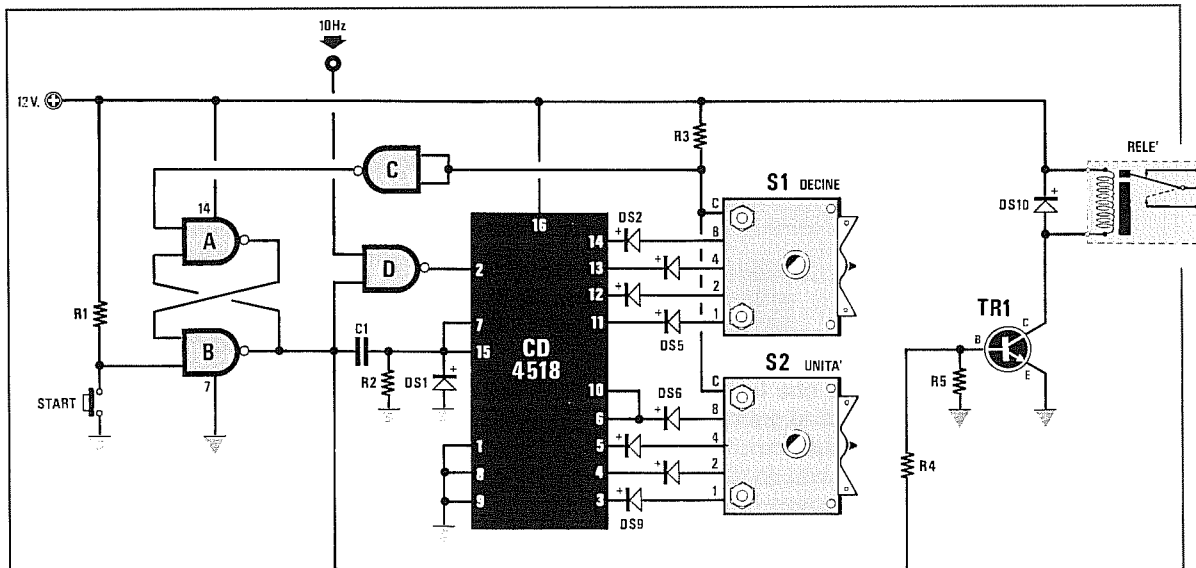 10Hz
12V.
R3
RELE'
C
S1 DECINE
DS10
14
A
16
DS2
C
14
8
D
2
13
4
12
2
R1
11
1
DS5
TR1
C
B
E
B
C1
7
15
CD
4518
S2 UNITA'
7
R2
DS1
R5
START
10
DS6
C
6
8
1
5
4
R4
8
4
2
9
3
1
DS9